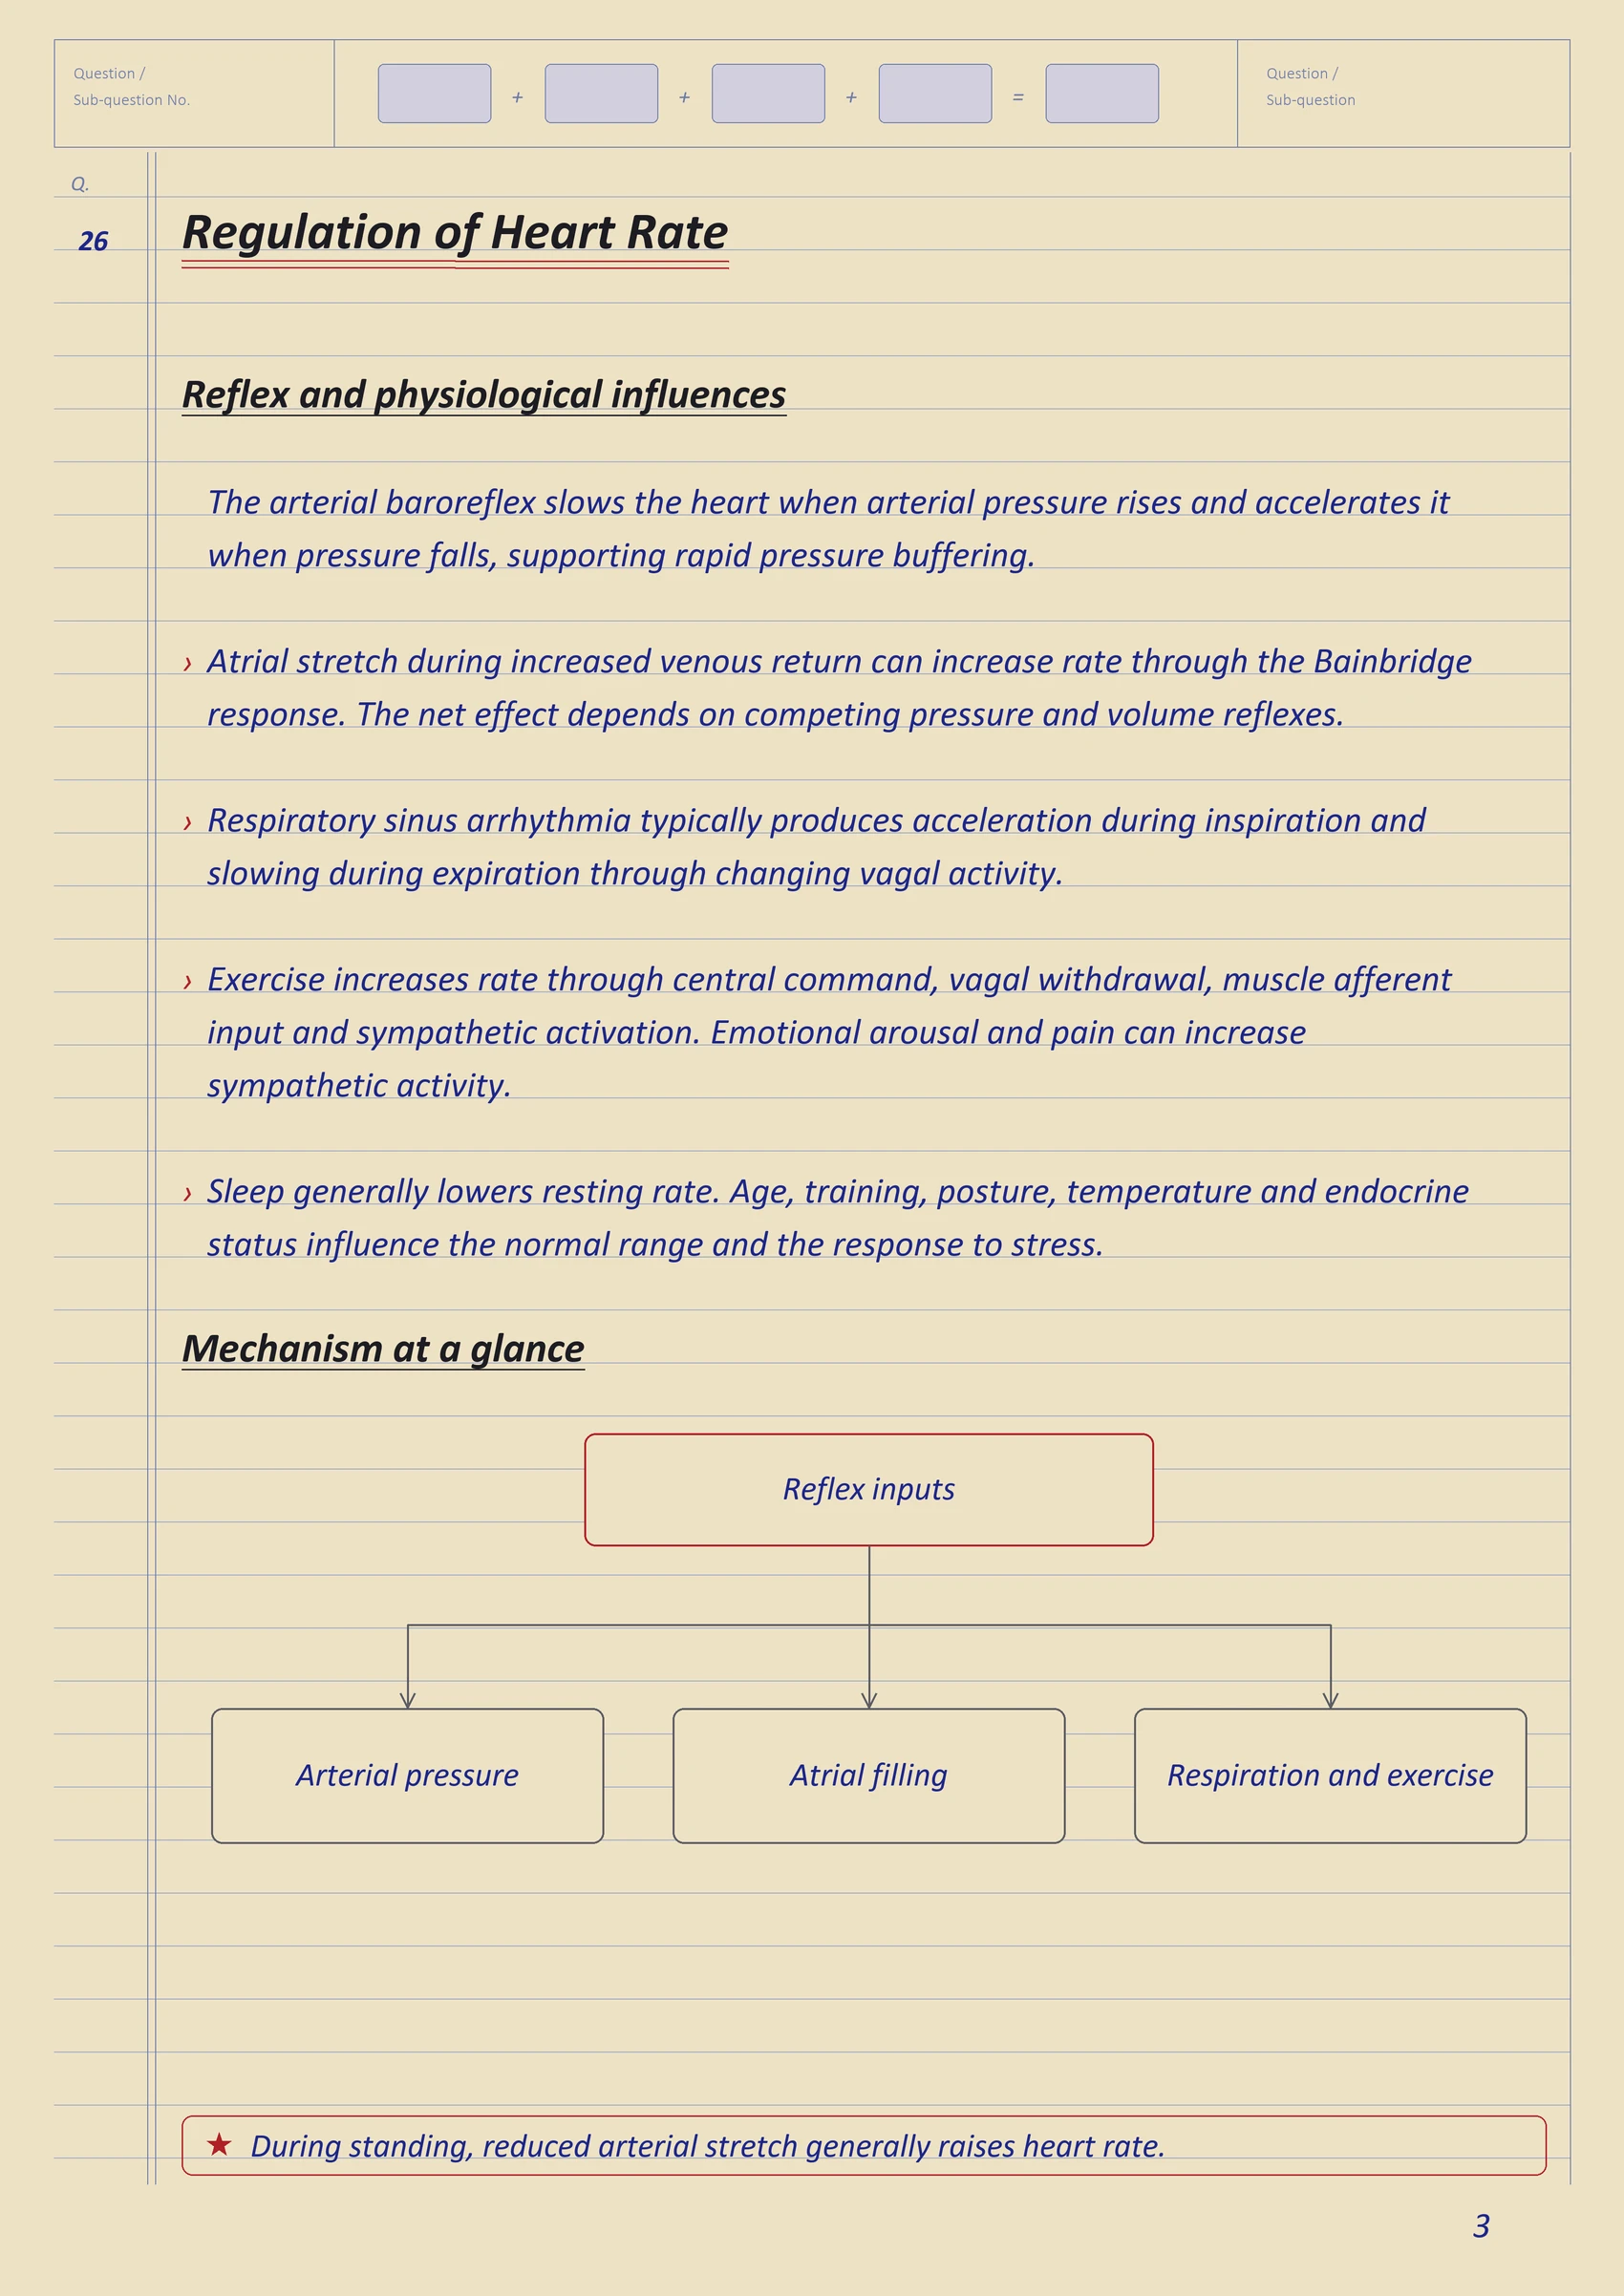 Question /
Sub-question No.
+ + + =
Question /
Sub-question
Q.
26
Regulation of Heart Rate
Reflex and physiological influences
The arterial baroreflex slows the heart when arterial pressure rises and accelerates it
when pressure falls, supporting rapid pressure buffering.
› Atrial stretch during increased venous return can increase rate through the Bainbridge
response. The net effect depends on competing pressure and volume reflexes.
› Respiratory sinus arrhythmia typically produces acceleration during inspiration and
slowing during expiration through changing vagal activity.
› Exercise increases rate through central command, vagal withdrawal, muscle afferent
input and sympathetic activation. Emotional arousal and pain can increase
sympathetic activity.
› Sleep generally lowers resting rate. Age, training, posture, temperature and endocrine
status influence the normal range and the response to stress.
Mechanism at a glance
Reflex inputs
Arterial pressure
Atrial filling
Respiration and exercise
★ During standing, reduced arterial stretch generally raises heart rate.
3